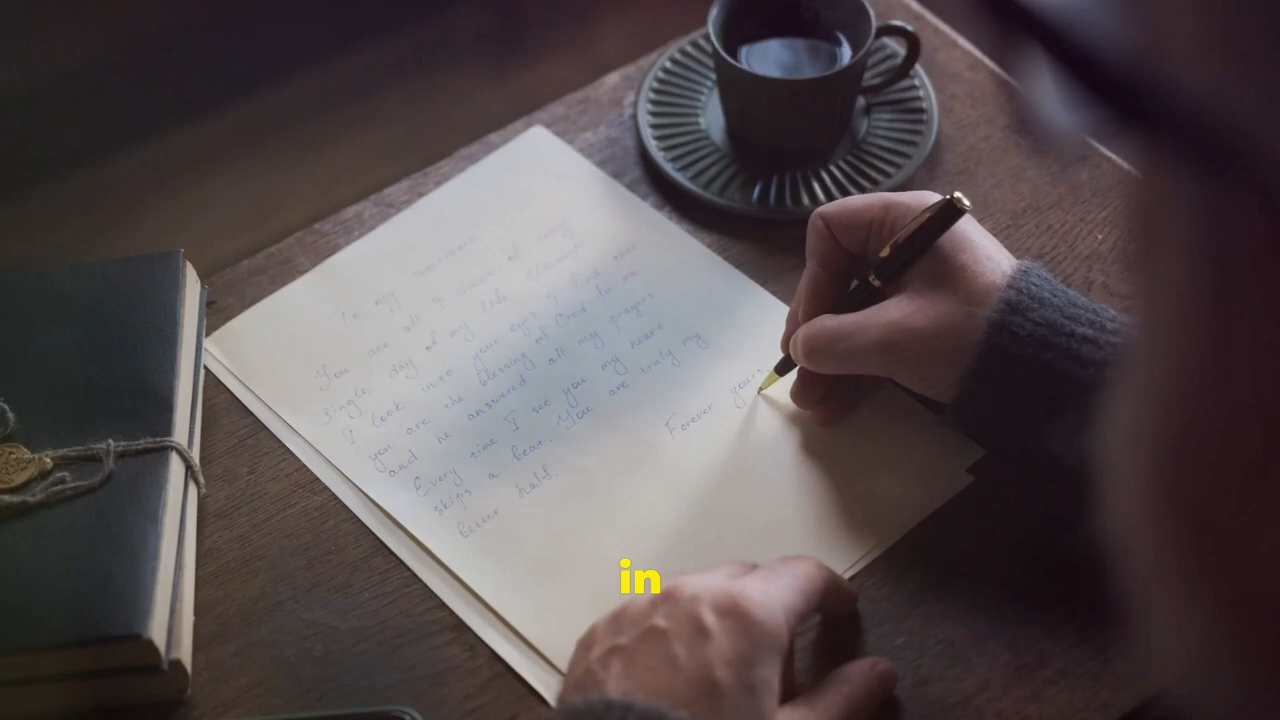 To my
You are all I dream of every
single day of my life.
I look into your eyes I find that
you are the blessing of God for me
and he answered all my prayers.
Every time I see you my heart
skips a beat. You are truly my
better half.
Forever yours,
in